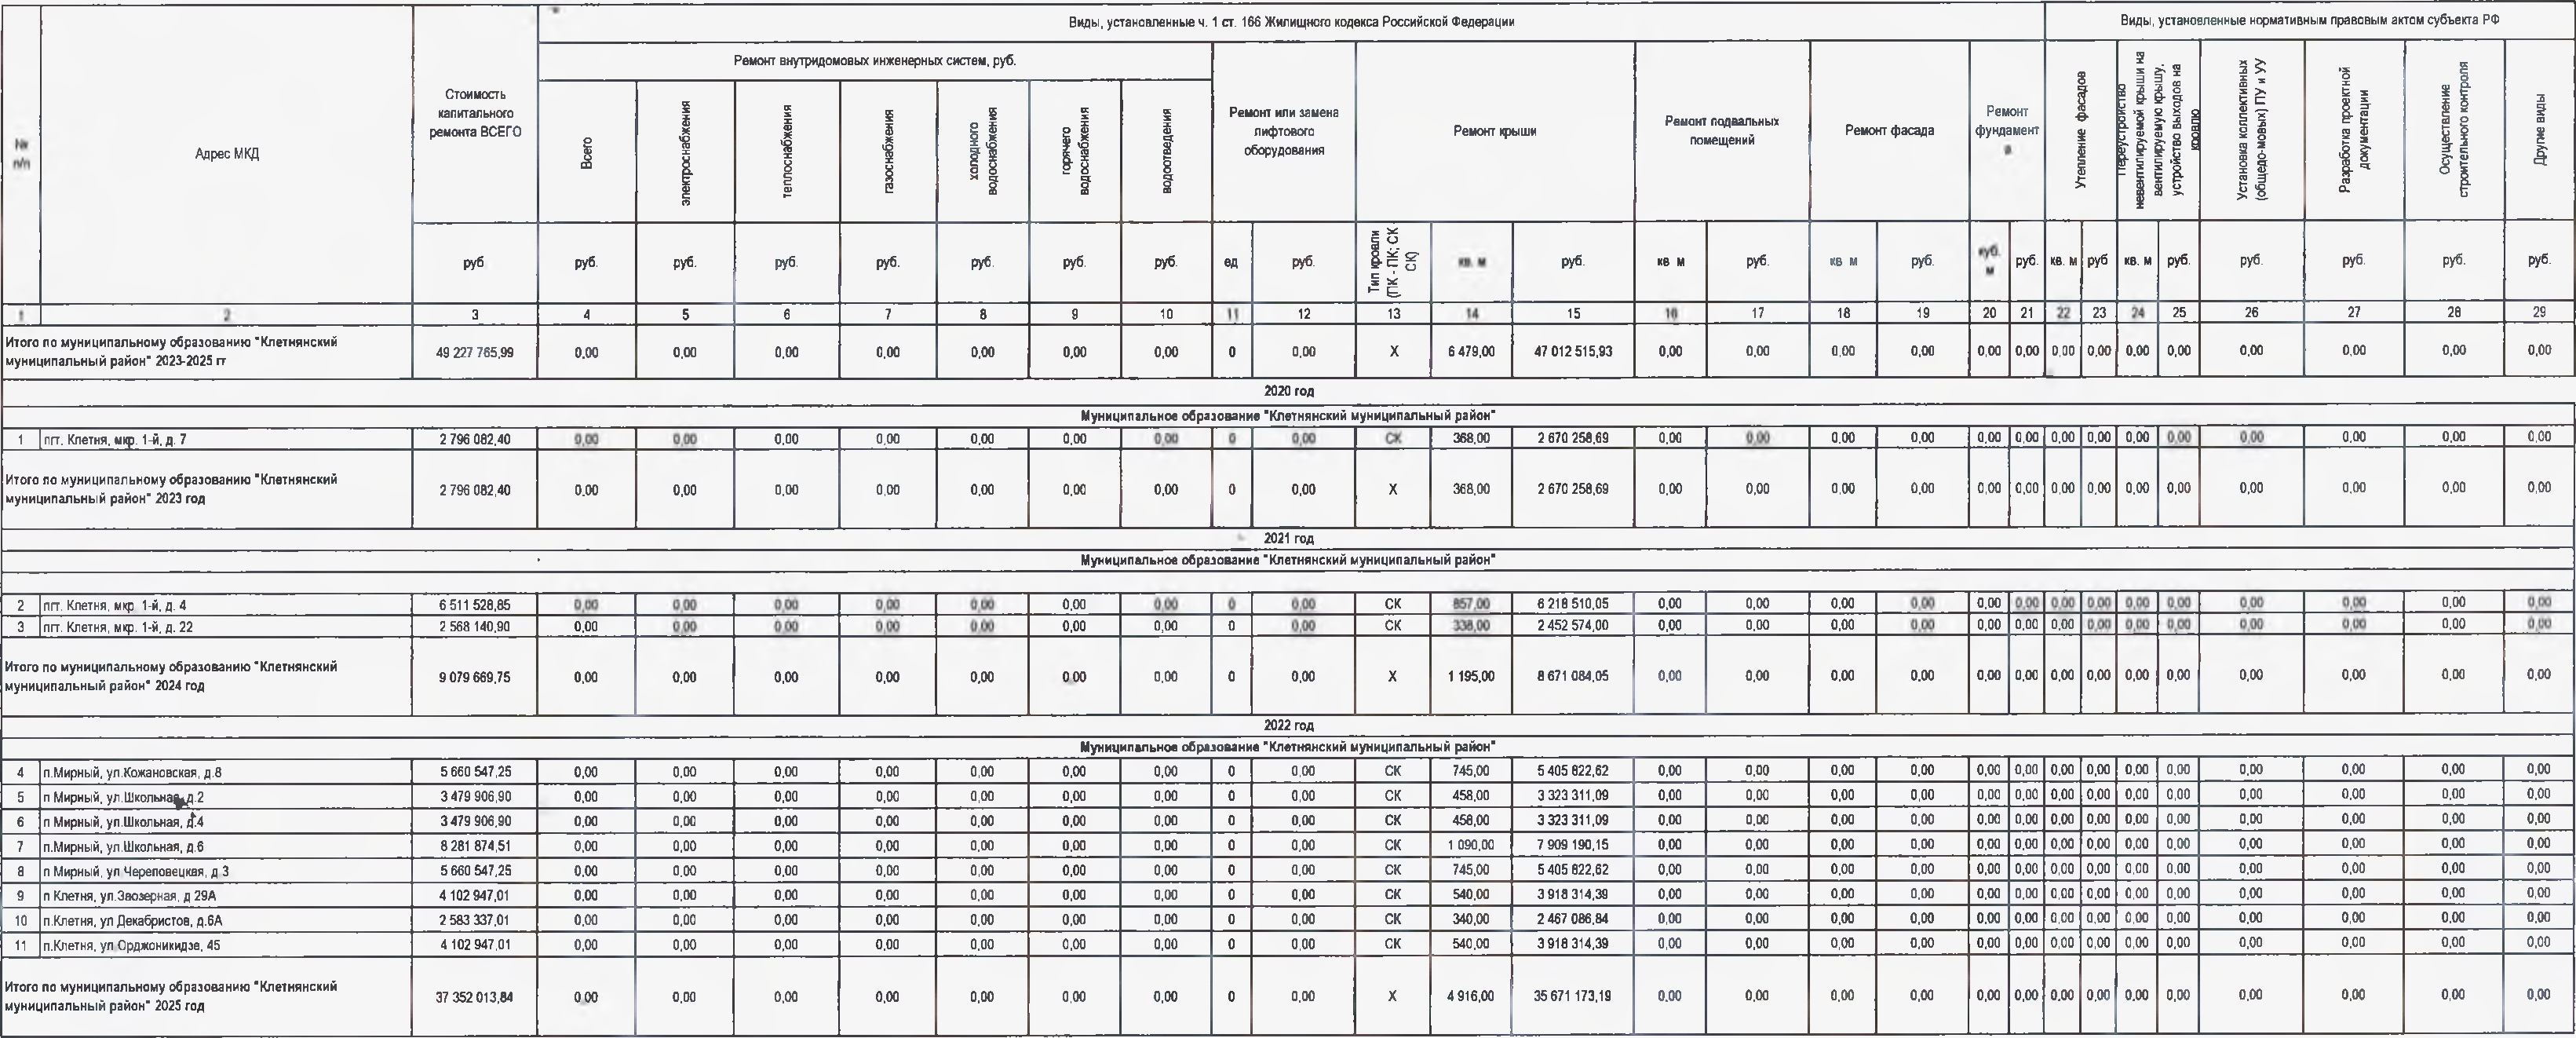 Виды, установленные ч. 1 ст. 166 Жилищного кодекса Российской Федерации Виды, установленные нормативным правовым актом субъекта РФ
Ремонт внутридомовых инженерных систем, руб.
№ п/п
Адрес МКД
Стоимость капитального ремонта ВСЕГО
Всего
электроснабжения
теплоснабжения
газоснабжения
холодного водоснабжения
горячего водоснабжения
водоотведения
Ремонт или замена лифтового оборудования
Ремонт крыши
Ремонт подвальных помещений
Ремонт фасада
Ремонт фундамента
Утепление фасадов
Переустройство невентилируемой крыши на вентилируемую крышу, устройство выходов на кровлю
Установка коллективных (общедо-мовых) ПУ и УУ
Разработка проектной документации
Осуществление строительного контроля
Другие виды
руб руб. руб. руб. руб. руб. руб. руб. ед руб. Тип кровли (ПК - ПК; СК СК) кв. м руб. кв м руб. кв м руб. куб. м руб. кв. м руб кв. м руб. руб. руб. руб. руб.
1 2 3 4 5 6 7 8 9 10 11 12 13 14 15 16 17 18 19 20 21 22 23 24 25 26 27 28 29
Итого по муниципальному образованию "Клетнянский муниципальный район" 2023-2025 гг 49 227 765,99 0,00 0,00 0,00 0,00 0,00 0,00 0,00 0 0,00 X 6 479,00 47 012 515,93 0,00 0,00 0,00 0,00 0,00 0,00 0,00 0,00 0,00 0,00 0,00 0,00 0,00 0,00
2020 год
Муниципальное образование "Клетнянский муниципальный район"
1 пгт. Клетня, мкр. 1-й, д. 7 2 796 082,40 0,00 0,00 0,00 0,00 0,00 0,00 0,00 0 0,00 СК 368,00 2 670 258,69 0,00 0,00 0,00 0,00 0,00 0,00 0,00 0,00 0,00 0,00 0,00 0,00 0,00 0,00
Итого по муниципальному образованию "Клетнянский муниципальный район" 2023 год 2 796 082,40 0,00 0,00 0,00 0,00 0,00 0,00 0,00 0 0,00 X 368,00 2 670 258,69 0,00 0,00 0,00 0,00 0,00 0,00 0,00 0,00 0,00 0,00 0,00 0,00 0,00 0,00
2021 год
Муниципальное образование "Клетнянский муниципальный район"
2 пгт. Клетня, мкр. 1-й, д. 4 6 511 528,85 0,00 0,00 0,00 0,00 0,00 0,00 0,00 0 0,00 СК 857,00 6 218 510,05 0,00 0,00 0,00 0,00 0,00 0,00 0,00 0,00 0,00 0,00 0,00 0,00 0,00 0,00
3 пгт. Клетня, мкр. 1-й, д. 22 2 568 140,90 0,00 0,00 0,00 0,00 0,00 0,00 0,00 0 0,00 СК 338,00 2 452 574,00 0,00 0,00 0,00 0,00 0,00 0,00 0,00 0,00 0,00 0,00 0,00 0,00 0,00 0,00
Итого по муниципальному образованию "Клетнянский муниципальный район" 2024 год 9 079 669,75 0,00 0,00 0,00 0,00 0,00 0,00 0,00 0 0,00 X 1 195,00 8 671 084,05 0,00 0,00 0,00 0,00 0,00 0,00 0,00 0,00 0,00 0,00 0,00 0,00 0,00 0,00
2022 год
Муниципальное образование "Клетнянский муниципальный район"
4 п.Мирный, ул.Кожановская, д.8 5 660 547,25 0,00 0,00 0,00 0,00 0,00 0,00 0,00 0 0,00 СК 745,00 5 405 822,62 0,00 0,00 0,00 0,00 0,00 0,00 0,00 0,00 0,00 0,00 0,00 0,00 0,00 0,00
5 п Мирный, ул.Школьная, д.2 3 479 906,90 0,00 0,00 0,00 0,00 0,00 0,00 0,00 0 0,00 СК 458,00 3 323 311,09 0,00 0,00 0,00 0,00 0,00 0,00 0,00 0,00 0,00 0,00 0,00 0,00 0,00 0,00
6 п Мирный, ул.Школьная, д.4 3 479 906,90 0,00 0,00 0,00 0,00 0,00 0,00 0,00 0 0,00 СК 458,00 3 323 311,09 0,00 0,00 0,00 0,00 0,00 0,00 0,00 0,00 0,00 0,00 0,00 0,00 0,00 0,00
7 п.Мирный, ул.Школьная, д.6 8 281 874,51 0,00 0,00 0,00 0,00 0,00 0,00 0,00 0 0,00 СК 1 090,00 7 909 190,15 0,00 0,00 0,00 0,00 0,00 0,00 0,00 0,00 0,00 0,00 0,00 0,00 0,00 0,00
8 п Мирный, ул Череповецкая, д.3 5 660 547,25 0,00 0,00 0,00 0,00 0,00 0,00 0,00 0 0,00 СК 745,00 5 405 822,62 0,00 0,00 0,00 0,00 0,00 0,00 0,00 0,00 0,00 0,00 0,00 0,00 0,00 0,00
9 п Клетня, ул.Заозерная, д 29А 4 102 947,01 0,00 0,00 0,00 0,00 0,00 0,00 0,00 0 0,00 СК 540,00 3 918 314,39 0,00 0,00 0,00 0,00 0,00 0,00 0,00 0,00 0,00 0,00 0,00 0,00 0,00 0,00
10 п.Клетня, ул Декабристов, д.6А 2 583 337,01 0,00 0,00 0,00 0,00 0,00 0,00 0,00 0 0,00 СК 340,00 2 467 086,84 0,00 0,00 0,00 0,00 0,00 0,00 0,00 0,00 0,00 0,00 0,00 0,00 0,00 0,00
11 п.Клетня, ул Орджоникидзе, 45 4 102 947,01 0,00 0,00 0,00 0,00 0,00 0,00 0,00 0 0,00 СК 540,00 3 918 314,39 0,00 0,00 0,00 0,00 0,00 0,00 0,00 0,00 0,00 0,00 0,00 0,00 0,00 0,00
Итого по муниципальному образованию "Клетнянский муниципальный район" 2025 год 37 352 013,84 0,00 0,00 0,00 0,00 0,00 0,00 0,00 0 0,00 X 4 916,00 35 671 173,19 0,00 0,00 0,00 0,00 0,00 0,00 0,00 0,00 0,00 0,00 0,00 0,00 0,00 0,00